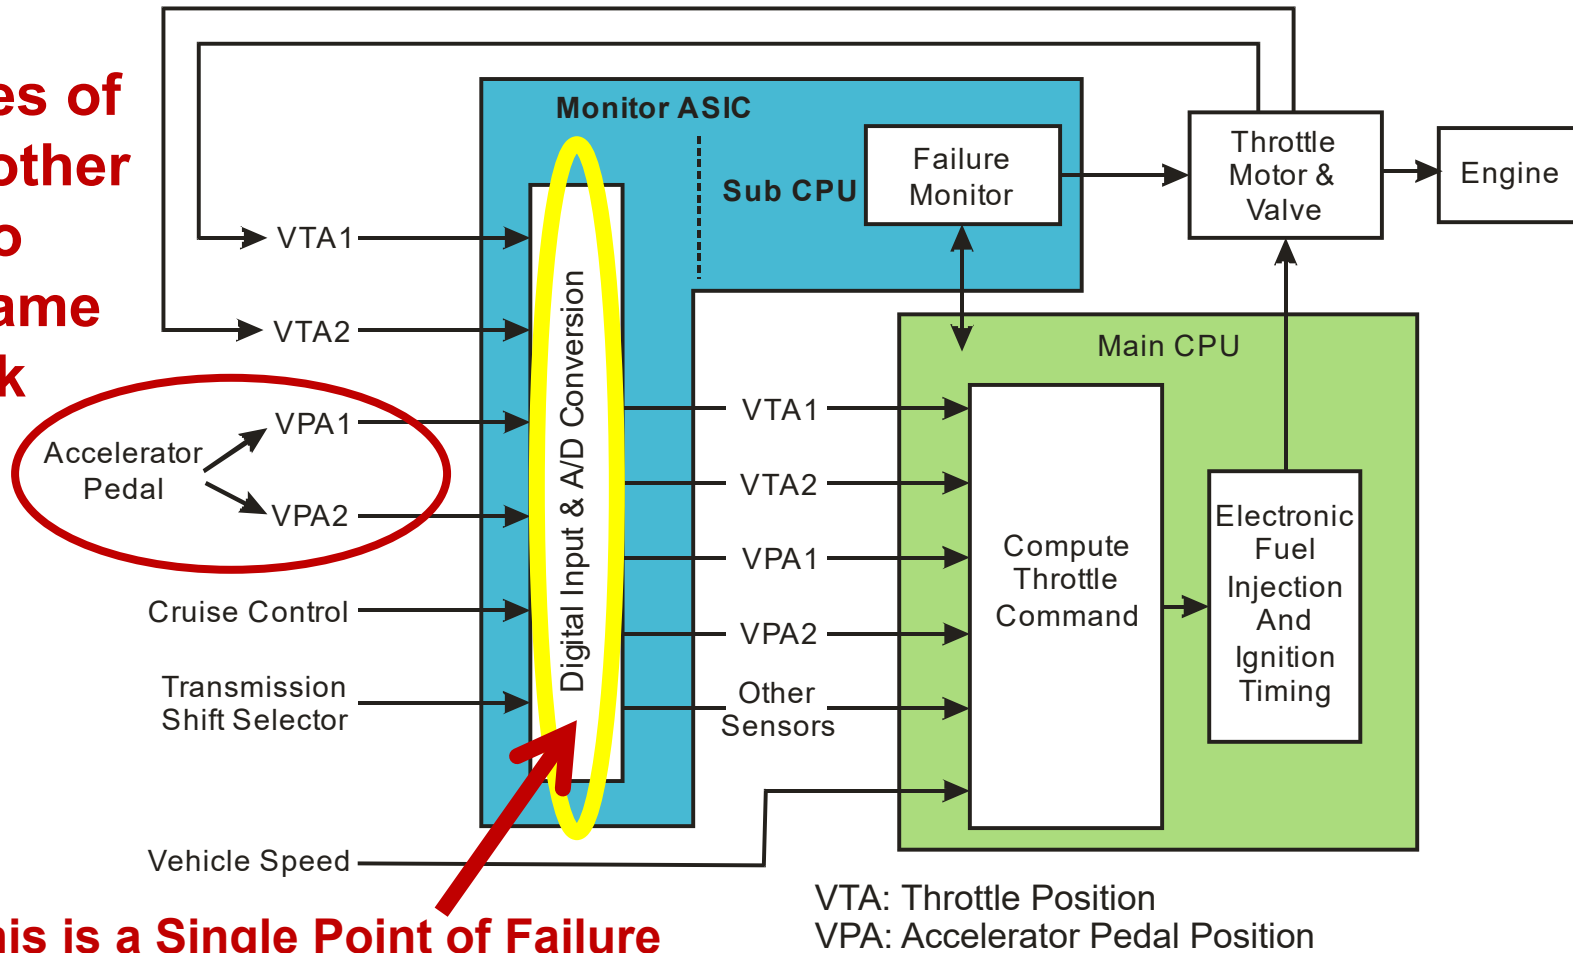 es of
other
o
ame
k
Monitor ASIC
Sub CPU
Failure
Monitor
Throttle
Motor &
Valve
Engine
VTA1
VTA2
VPA1
VPA2
Accelerator
Pedal
Cruise Control
Transmission
Shift Selector
Vehicle Speed
Digital Input & A/D Conversion
VTA1
VTA2
VPA1
VPA2
Other
Sensors
Main CPU
Compute
Throttle
Command
Electronic
Fuel
Injection
And
Ignition
Timing
his is a Single Point of Failure
VTA: Throttle Position
VPA: Accelerator Pedal Position